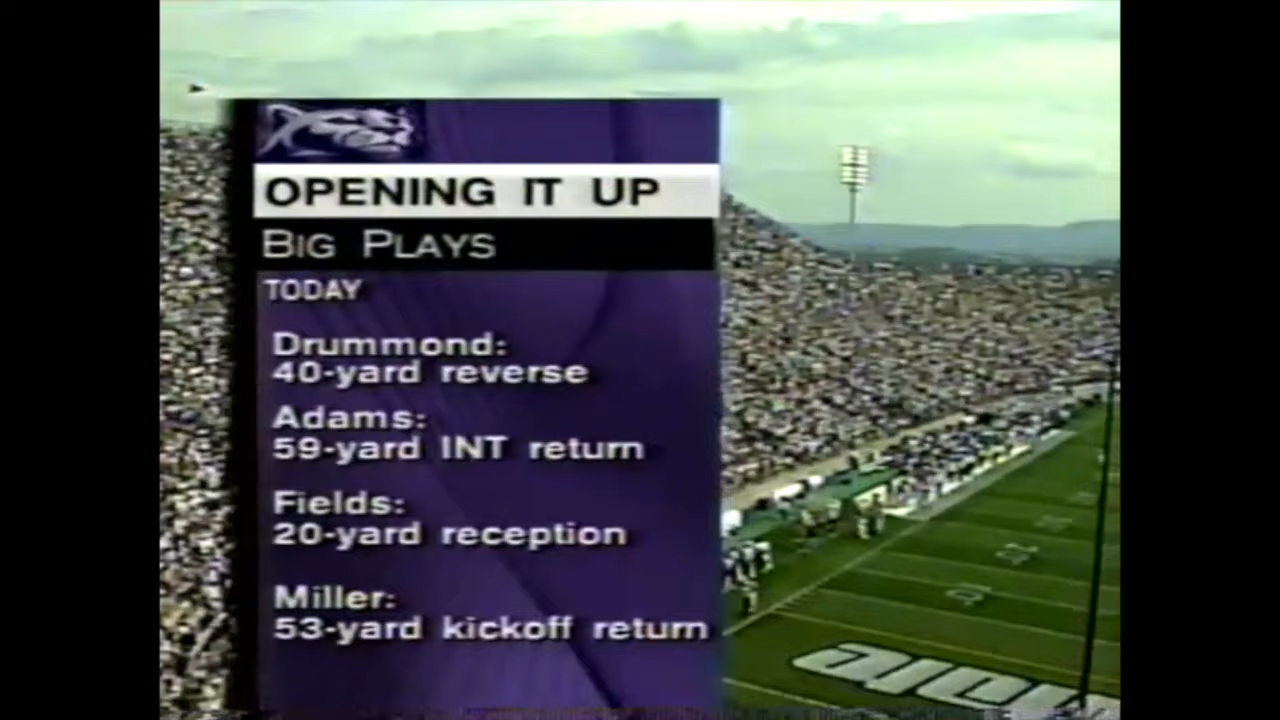 OPENING IT UP
BIG PLAYS
TODAY
Drummond:
40-yard reverse
Adams:
59-yard INT return
Fields:
20-yard reception
Miller:
53-yard kickoff return